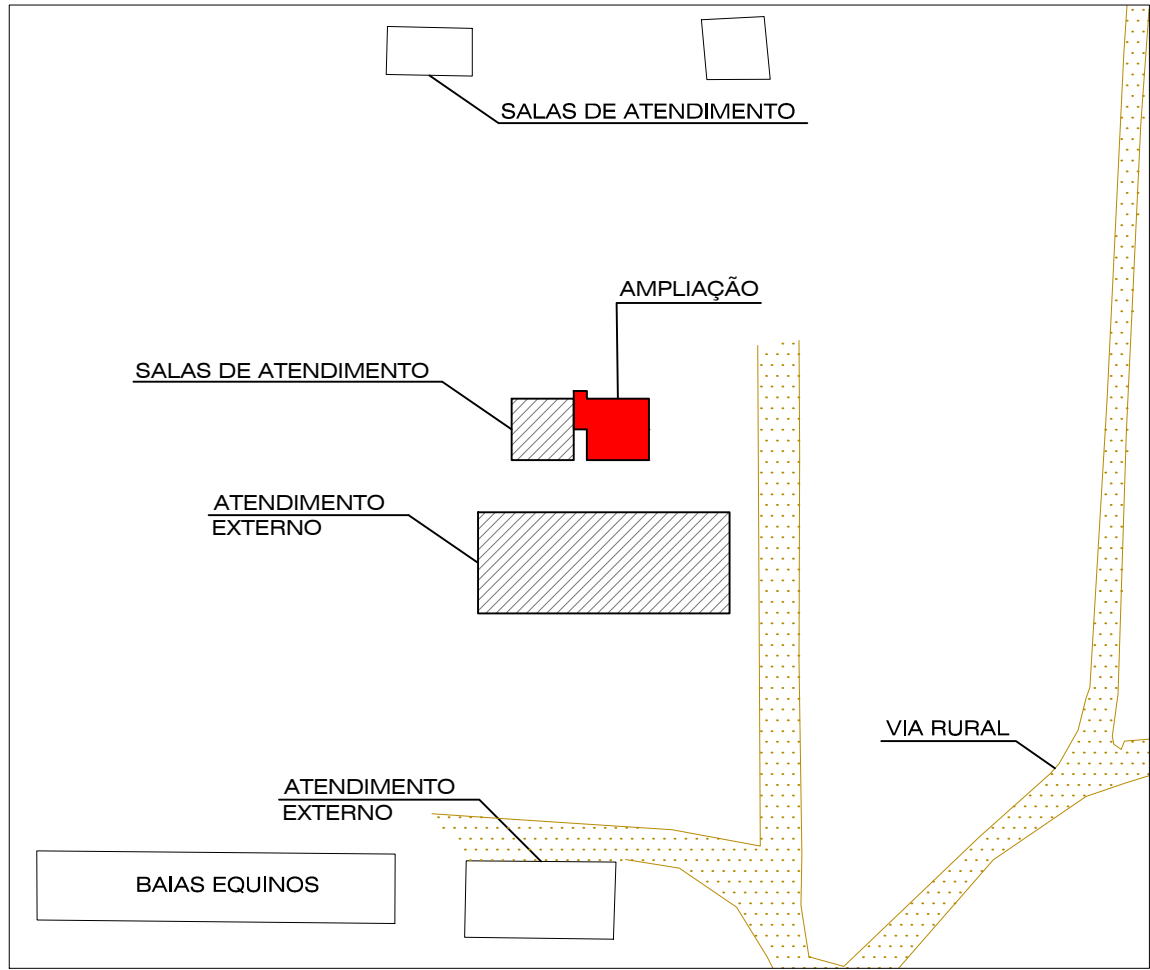 SALAS DE ATENDIMENTO
AMPLIAÇÃO
SALAS DE ATENDIMENTO
ATENDIMENTO
EXTERNO
VIA RURAL
ATENDIMENTO
EXTERNO
BAIAS EQUINOS